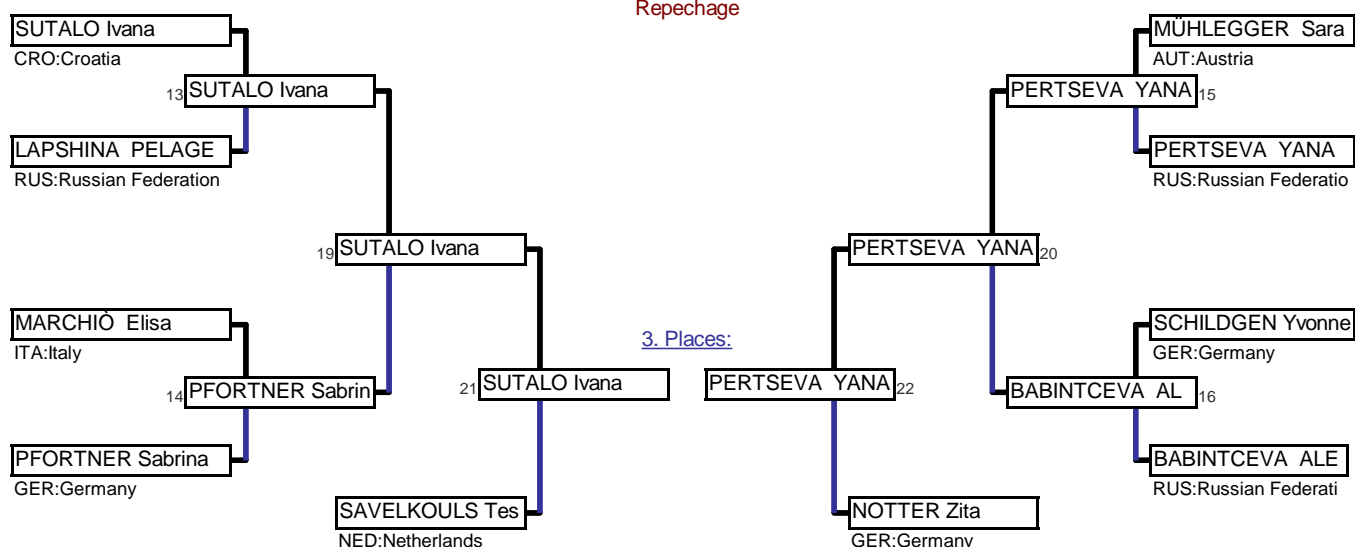 Repechage
SUTALO Ivana
MÜHLEGGER Sara
CRO:Croatia
AUT:Austria
13 SUTALO Ivana
PERTSEVA YANA 15
LAPSHINA PELAGE
PERTSEVA YANA
RUS:Russian Federation
RUS:Russian Federatio
19 SUTALO Ivana
PERTSEVA YANA 20
MARCHIÒ Elisa
SCHILDGEN Yvonne
ITA:Italy
GER:Germany
3. Places:
14 PFORTNER Sabrin
21 SUTALO Ivana
PERTSEVA YANA 22
BABINTCEVA AL 16
PFORTNER Sabrina
BABINTCEVA ALE
GER:Germany
RUS:Russian Federati
SAVELKOULS Tes
NOTTER Zita
NED:Netherlands
GER:Germany